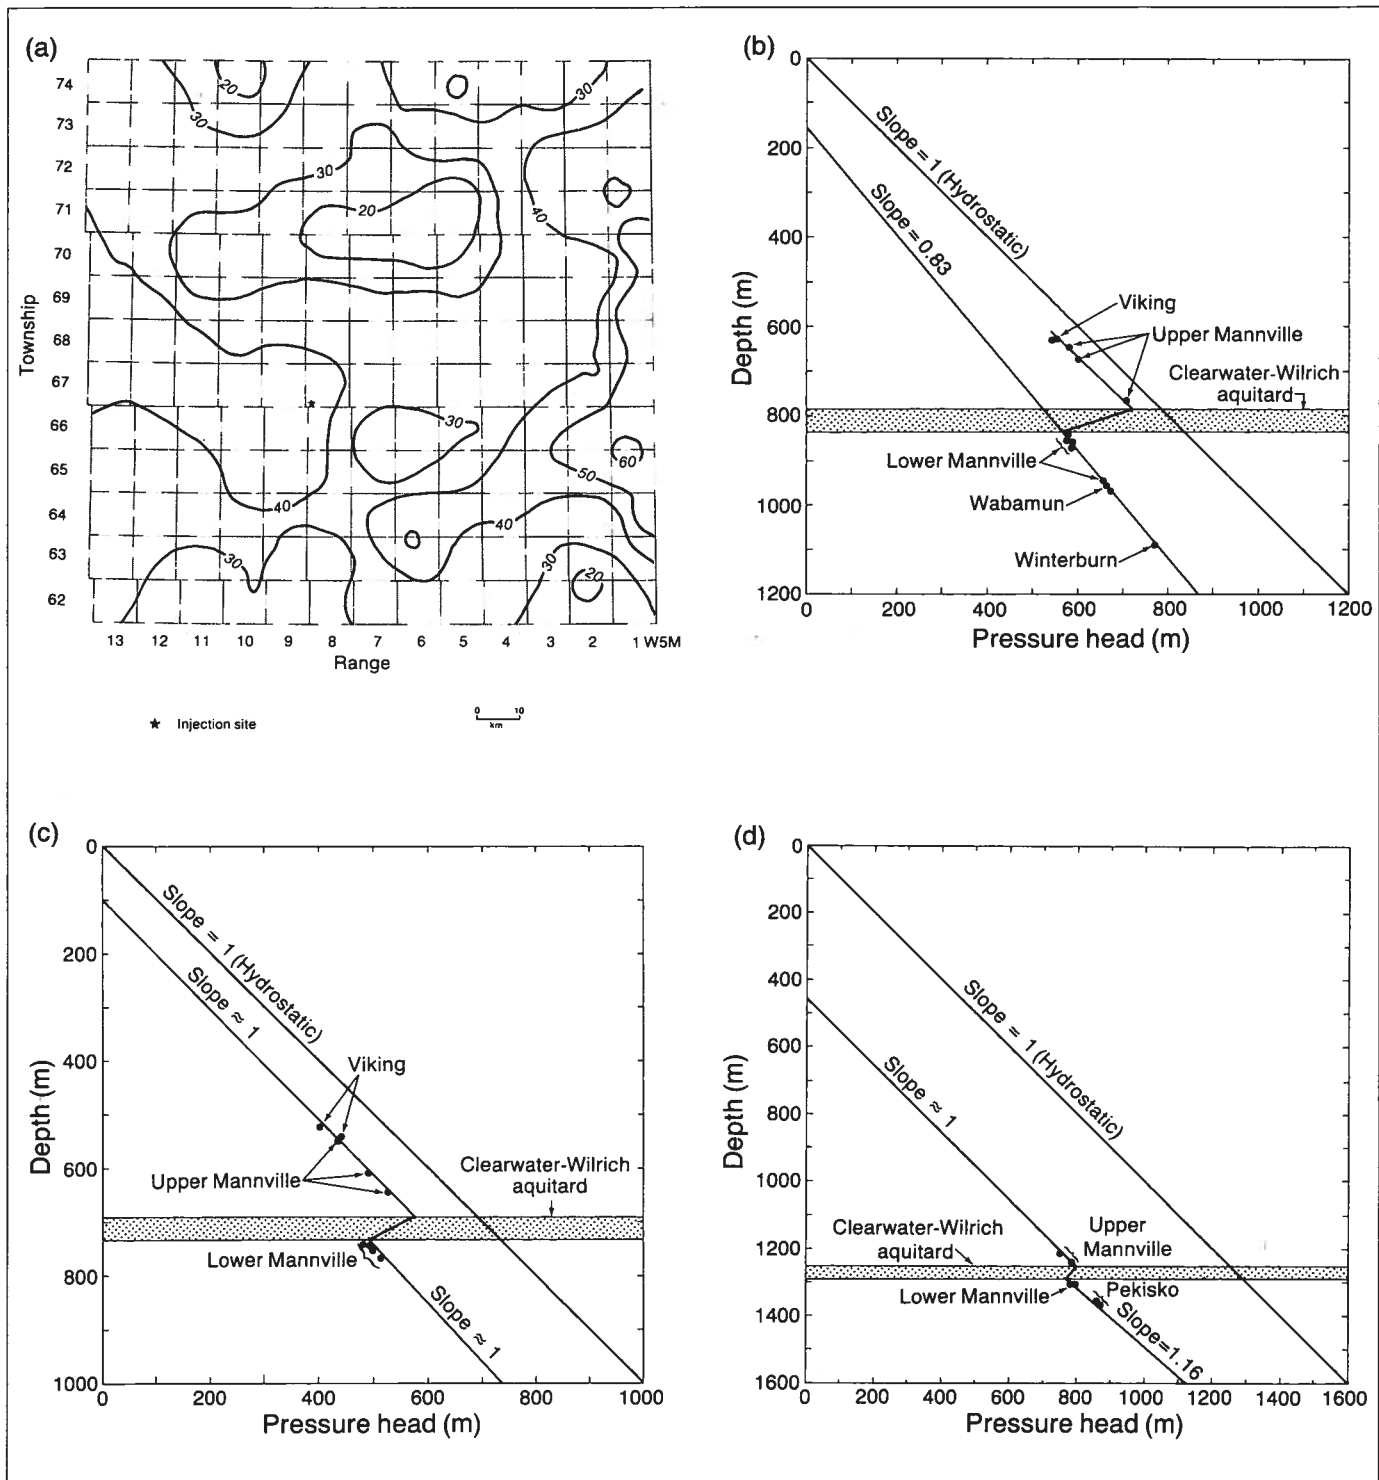 (a)
74
73
72
71
70
69
68
67
66
65
64
63
62
Township
13 12 11 10 9 8 7 6 5 4 3 2 1 W5M
Range
20
30
30
30
20
40
30
60
50
40
40
30
30
20
★ Injection site
0 10
km
(b)
0
200
400
600
800
1000
1200
Depth (m)
Slope = 1 (Hydrostatic)
Slope = 0.83
Viking
Upper Mannville
Clearwater-Wilrich
aquitard
Lower Mannville
Wabamun
Winterburn
0 200 400 600 800 1000 1200
Pressure head (m)
(c)
0
200
400
600
800
1000
Depth (m)
Slope = 1 (Hydrostatic)
Slope ≈ 1
Viking
Upper Mannville
Clearwater-Wilrich
aquitard
Lower Mannville
Slope ≈ 1
0 200 400 600 800 1000
Pressure head (m)
(d)
0
200
400
600
800
1000
1200
1400
1600
Depth (m)
Slope = 1 (Hydrostatic)
Slope ≈ 1
Clearwater-Wilrich
aquitard
Upper
Mannville
Lower Mannville
Pekisko
Slope=1.16
0 200 400 600 800 1000 1200 1400 1600
Pressure head (m)